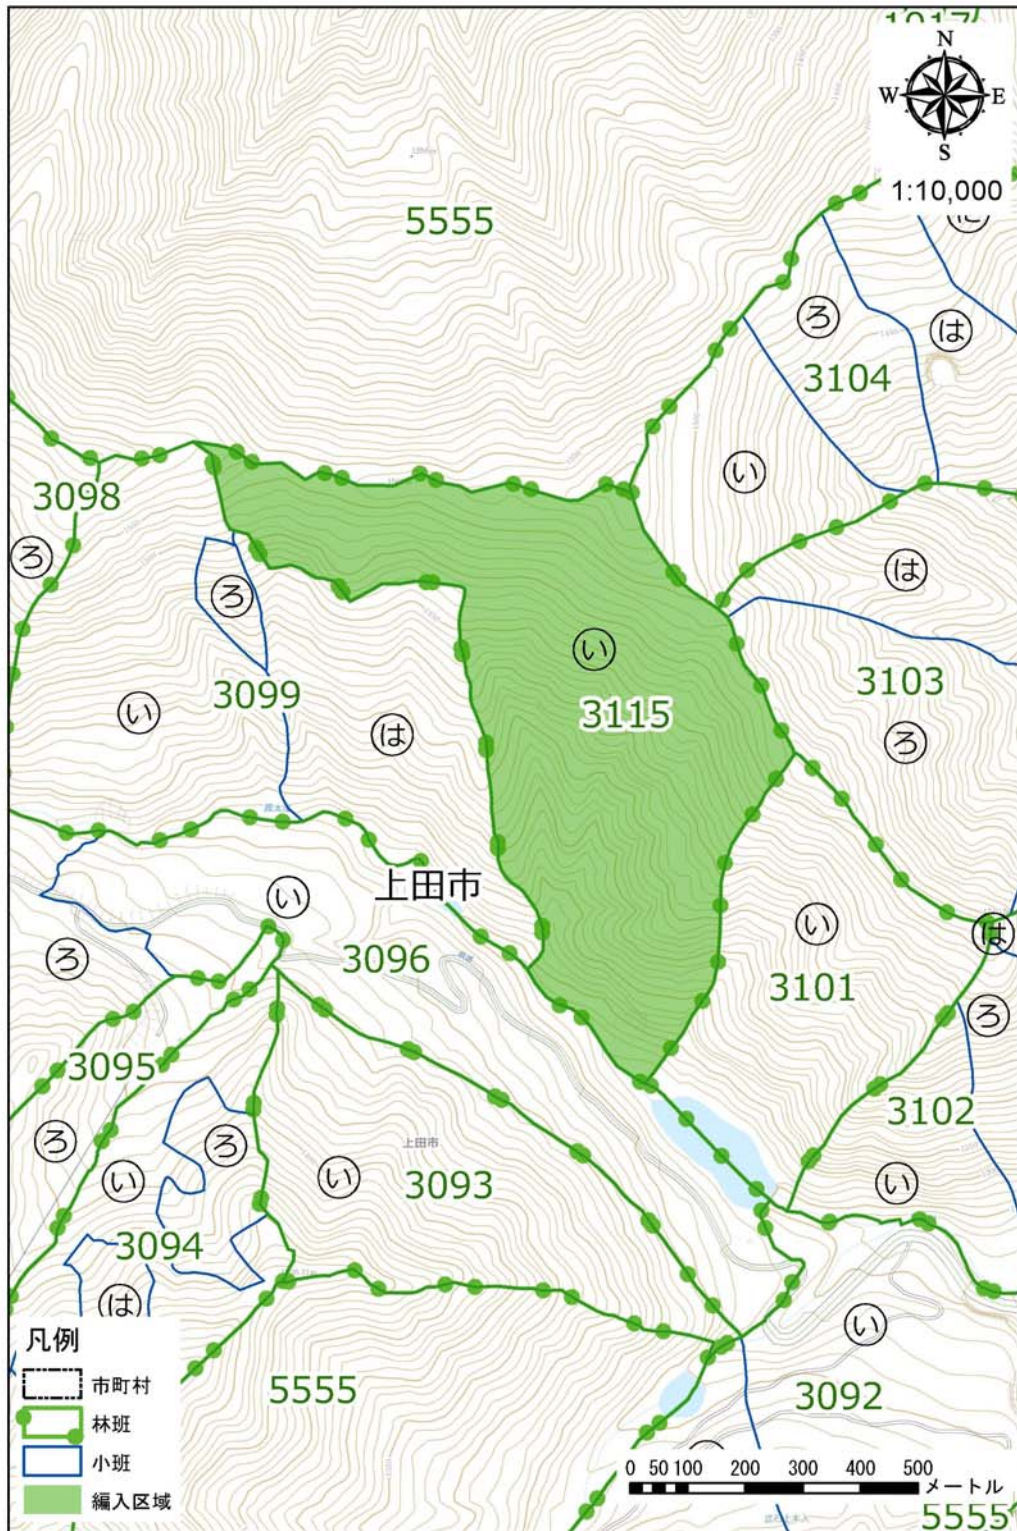 N
W E
S
1:10,000
5555
ろ
は
3104
い
3098
ろ
は
ろ
い
3103
3099
3115
い
は
ろ
上田市
い
い
3096
ろ
は
3101
ろ
3095
3102
ろ
ろ
上田市
い
い
3093
い
3094
は
い
5555
3092
凡例
市町村
林班
小班
編入区域
0 50 100 200 300 400 500
メートル
5555